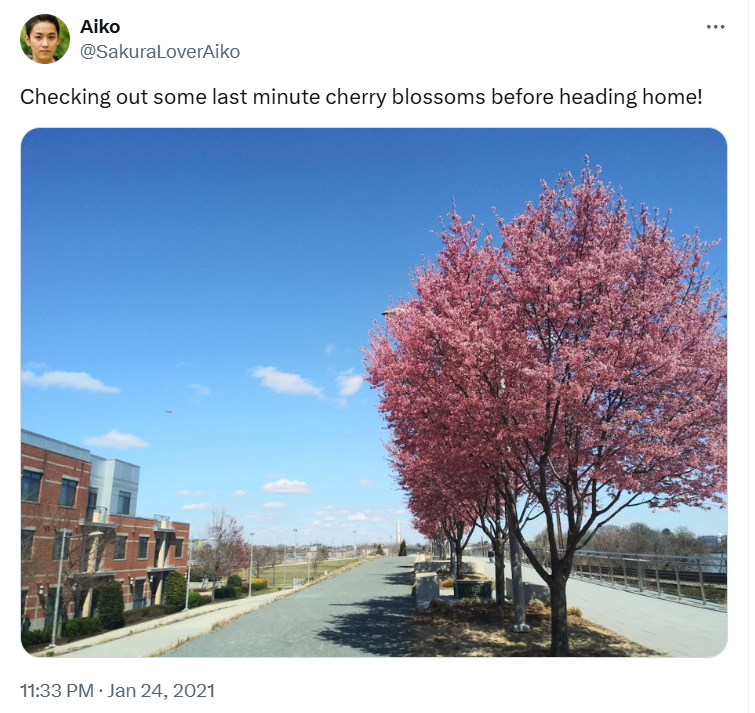 Aiko
@SakuraLoverAiko
Checking out some last minute cherry blossoms before heading home!
11:33 PM · Jan 24, 2021